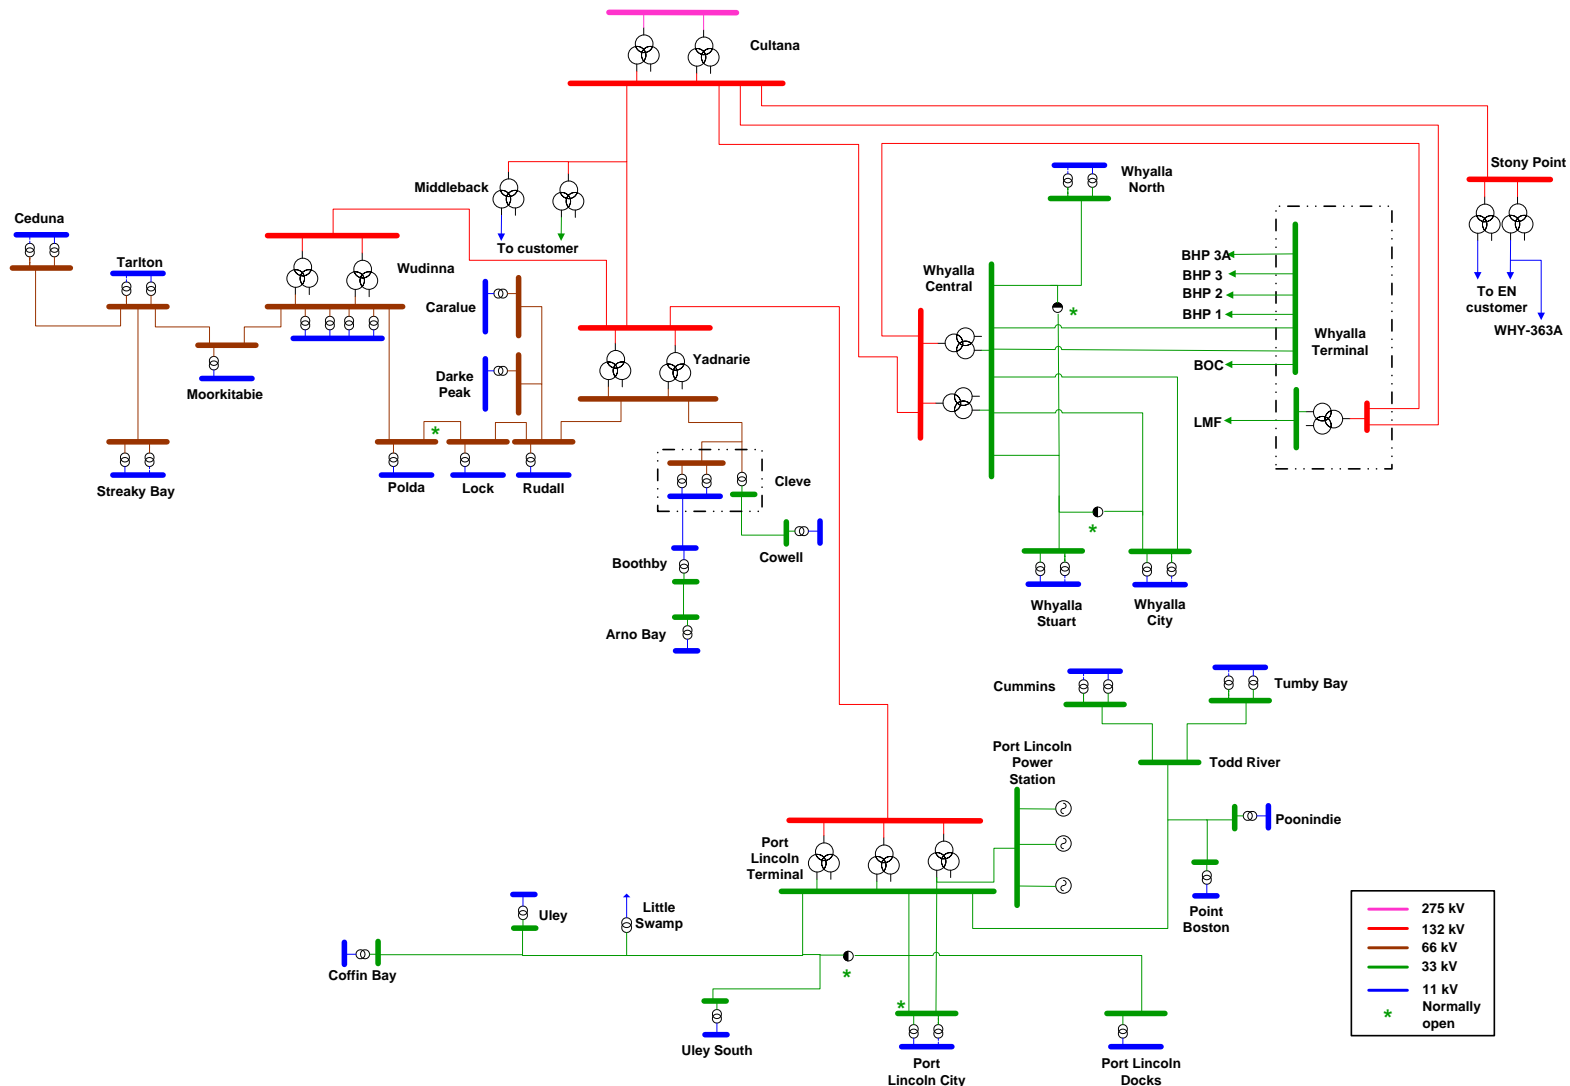 Cultana
Middleback
To customer
Ceduna
Tarlton
Wudinna
Moorkitabie
Streaky Bay
Caralue
Darke
Peak
Yadnarie
*
Polda
Lock
Rudall
Cleve
Boothby
Cowell
Arno Bay
Whyalla
North
Whyalla
Central
*
BHP 3A
BHP 3
BHP 2
BHP 1
BOC
LMF
Whyalla
Terminal
Stony Point
To EN
customer
WHY-363A
*
Whyalla
Stuart
Whyalla
City
Cummins
Tumby Bay
Todd River
Port Lincoln
Power
Station
Poonindie
Point
Boston
Port
Lincoln
Terminal
Uley
Little
Swamp
Coffin Bay
*
*
Uley South
Port
Lincoln City
Port Lincoln
Docks
275 kV
132 kV
66 kV
33 kV
11 kV
* Normally
open